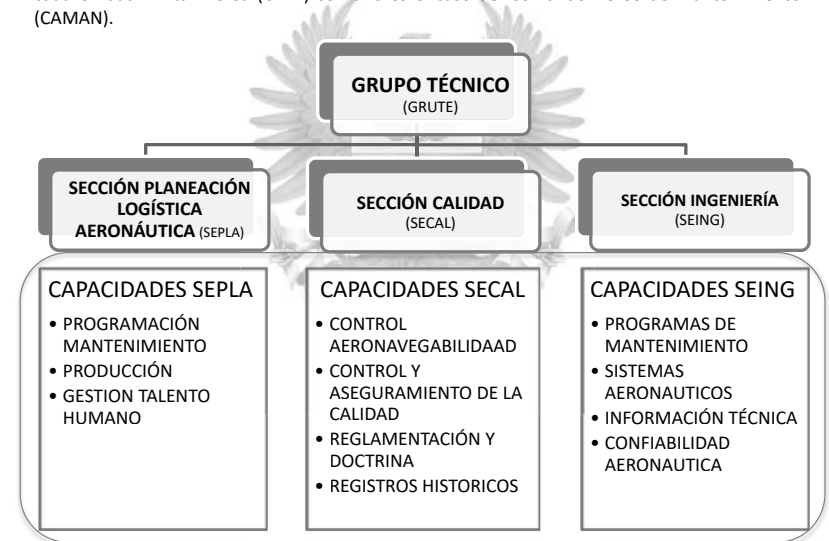 (CAMAN).
GRUPO TÉCNICO
(GRUTE)
SECCIÓN PLANEACIÓN
LOGÍSTICA
AERONÁUTICA (SEPLA)
SECCIÓN CALIDAD
(SECAL)
SECCIÓN INGENIERÍA
(SEING)
CAPACIDADES SEPLA
• PROGRAMACIÓN
MANTENIMIENTO
• PRODUCCIÓN
• GESTION TALENTO
HUMANO
CAPACIDADES SECAL
• CONTROL
AERONAVEGABILIDAAD
• CONTROL Y
ASEGURAMIENTO DE LA
CALIDAD
• REGLAMENTACIÓN Y
DOCTRINA
• REGISTROS HISTORICOS
CAPACIDADES SEING
• PROGRAMAS DE
MANTENIMIENTO
• SISTEMAS
AERONAUTICOS
• INFORMACIÓN TÉCNICA
• CONFIABILIDAD
AERONAUTICA